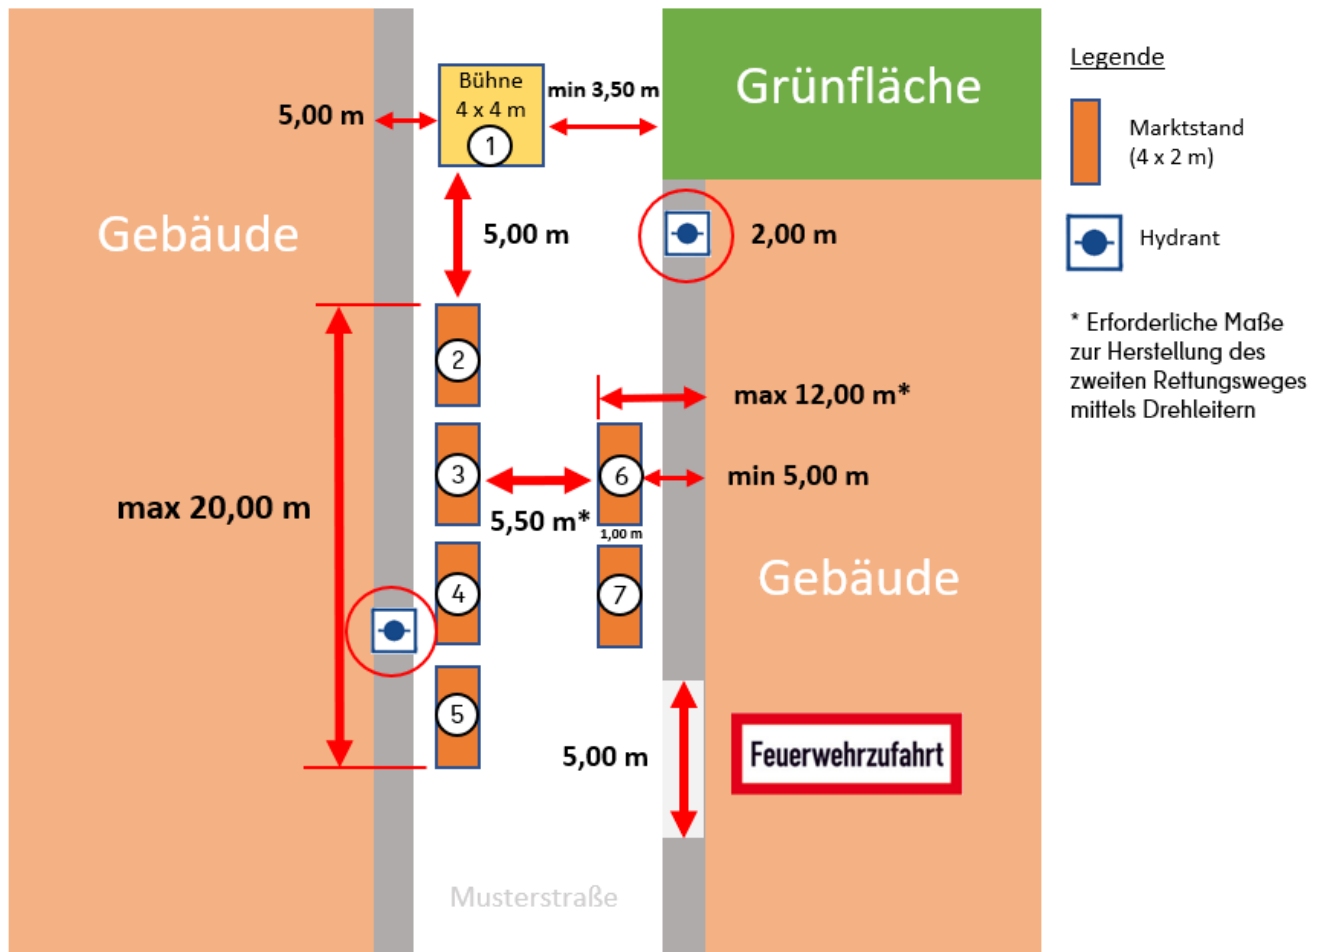 Bühne
4 x 4 m
1
5,00 m
min 3,50 m
Grünfläche
Legende
Marktstand
(4 x 2 m)
Gebäude
5,00 m
2,00 m
Hydrant
* Erforderliche Maße
zur Herstellung des
zweiten Rettungsweges
mittels Drehleitern
2
max 12,00 m*
3
6
min 5,00 m
max 20,00 m
5,50 m*
1,00 m
Gebäude
4
7
5
5,00 m
Feuerwehrzufahrt
Musterstraße